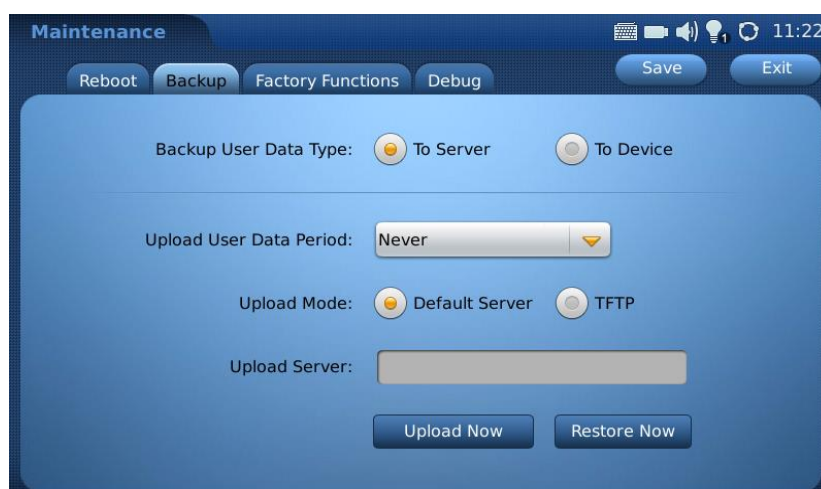 Maintenance 1 11:22
Reboot Backup Factory Functions Debug Save Exit
Backup User Data Type: To Server To Device
Upload User Data Period: Never
Upload Mode: Default Server TFTP
Upload Server:
Upload Now Restore Now